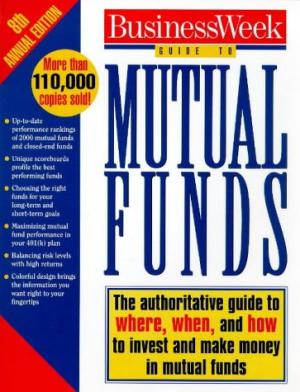 8th
ANNUAL EDITION
BusinessWeek
GUIDE TO
More than
110,000
copies sold!
MUTUAL
FUNDS
• Up-to-date
performance rankings
of 2000 mutual funds
and closed-end funds
• Unique scoreboards
profile the best
performing funds
• Choosing the right
funds for your
long-term and
short-term goals
• Maximizing mutual
fund performance in
your 401(k) plan
• Balancing risk levels
with high returns
• Colorful design brings
the information you
want right to your
fingertips
The authoritative guide to
where, when, and how
to invest and make money
in mutual funds